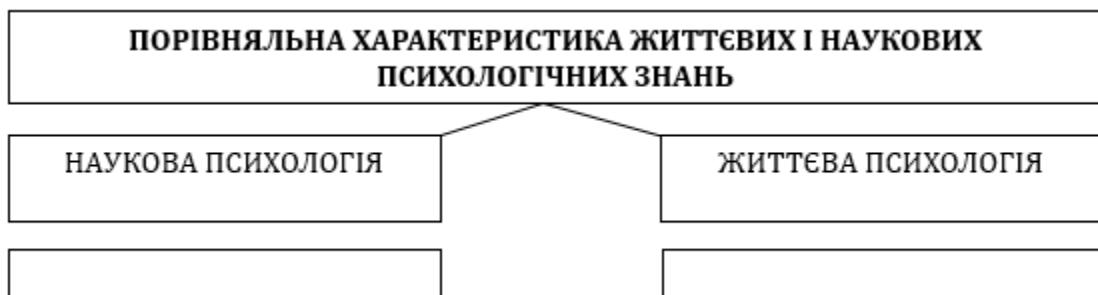 ПОРІВНЯЛЬНА ХАРАКТЕРИСТИКА ЖИТТЄВИХ І НАУКОВИХ
ПСИХОЛОГІЧНИХ ЗНАНЬ
НАУКОВА ПСИХОЛОГІЯ
ЖИТТЄВА ПСИХОЛОГІЯ